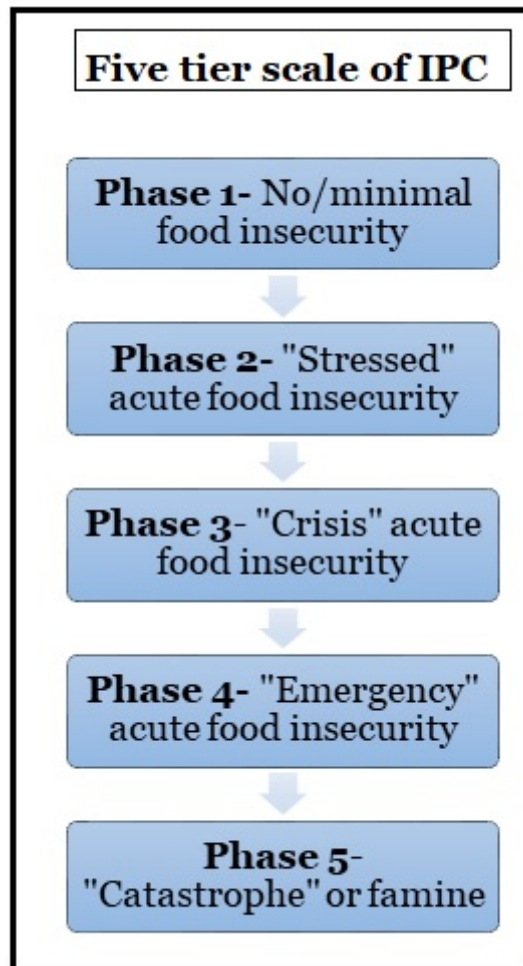 Five tier scale of IPC
Phase 1- No/minimal
food insecurity
Phase 2- "Stressed"
acute food insecurity
Phase 3- "Crisis" acute
food insecurity
Phase 4- "Emergency"
acute food insecurity
Phase 5-
"Catastrophe" or famine